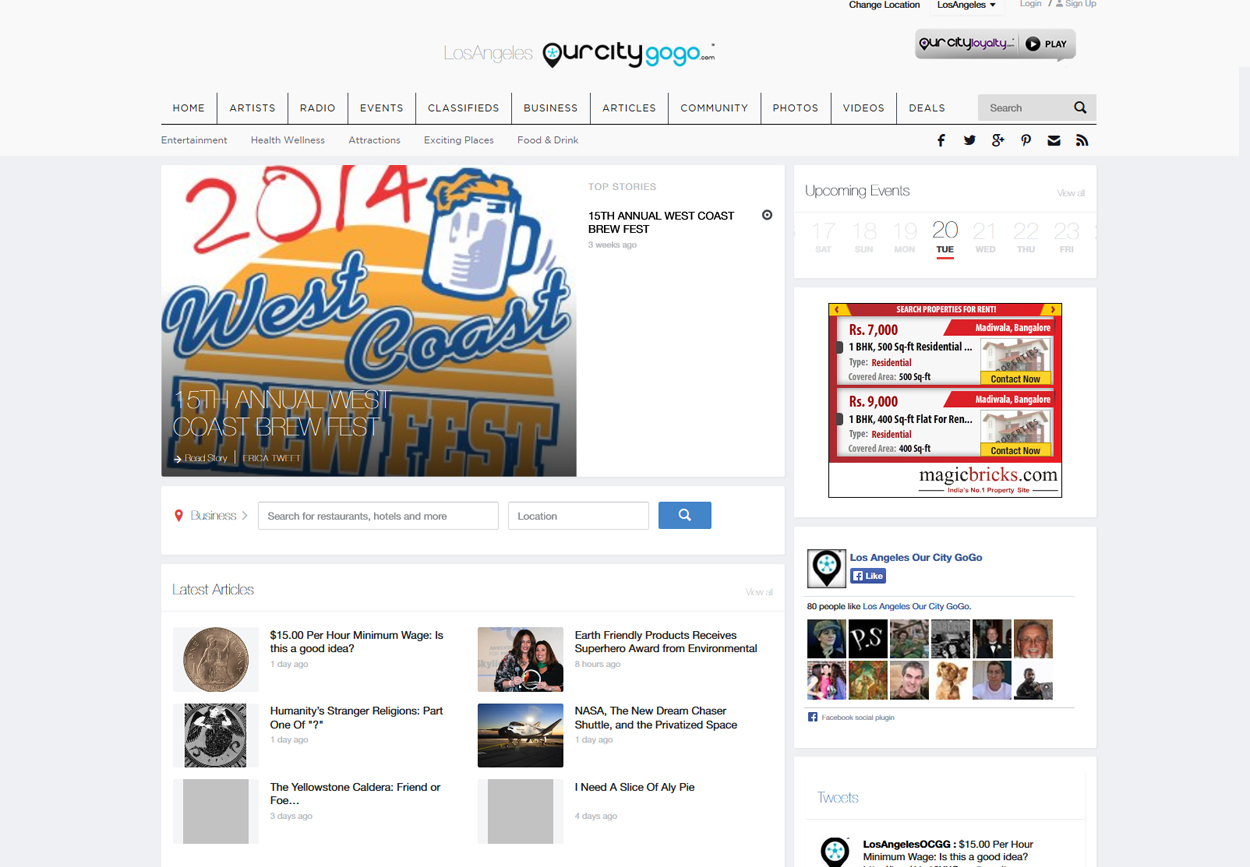 Change Location LosAngeles Login / Sign Up
LosAngeles ourcitygogo.com
ourcityloyalty PLAY
HOME ARTISTS RADIO EVENTS CLASSIFIEDS BUSINESS ARTICLES COMMUNITY PHOTOS VIDEOS DEALS Search
Entertainment Health Wellness Attractions Exciting Places Food & Drink
2014
West
Coast
BREWFEST
15TH ANNUAL WEST
COAST BREW FEST
Read Story | ERICA TWEET
TOP STORIES
15TH ANNUAL WEST COAST
BREW FEST
3 weeks ago
Upcoming Events View all
17 18 19 20 21 22 23
SAT SUN MON TUE WED THU FRI
SEARCH PROPERTIES FOR RENT!
Rs. 7,000 Madiwala, Bangalore
1 BHK, 500 Sq-ft Residential ...
Type: Residential
Covered Area: 500 Sq-ft
PROPERTIES
Contact Now
Rs. 9,000 Madiwala, Bangalore
1 BHK, 400 Sq-ft Flat For Ren...
Type: Residential
Covered Area: 400 Sq-ft
PROPERTIES
Contact Now
magicbricks.com
India's No.1 Property Site
Business > Search for restaurants, hotels and more Location
Latest Articles View all
$15.00 Per Hour Minimum Wage: Is
this a good idea?
1 day ago
Earth Friendly Products Receives
Superhero Award from Environmental
8 hours ago
Humanity's Stranger Religions: Part
One Of "?"
1 day ago
NASA, The New Dream Chaser
Shuttle, and the Privatized Space
1 day ago
The Yellowstone Caldera: Friend or
Foe…
3 days ago
I Need A Slice Of Aly Pie
4 days ago
Los Angeles Our City GoGo
Like
80 people like Los Angeles Our City GoGo.
P.S
Facebook social plugin
Tweets
LosAngelesOCGG : $15.00 Per Hour
Minimum Wage: Is this a good idea?